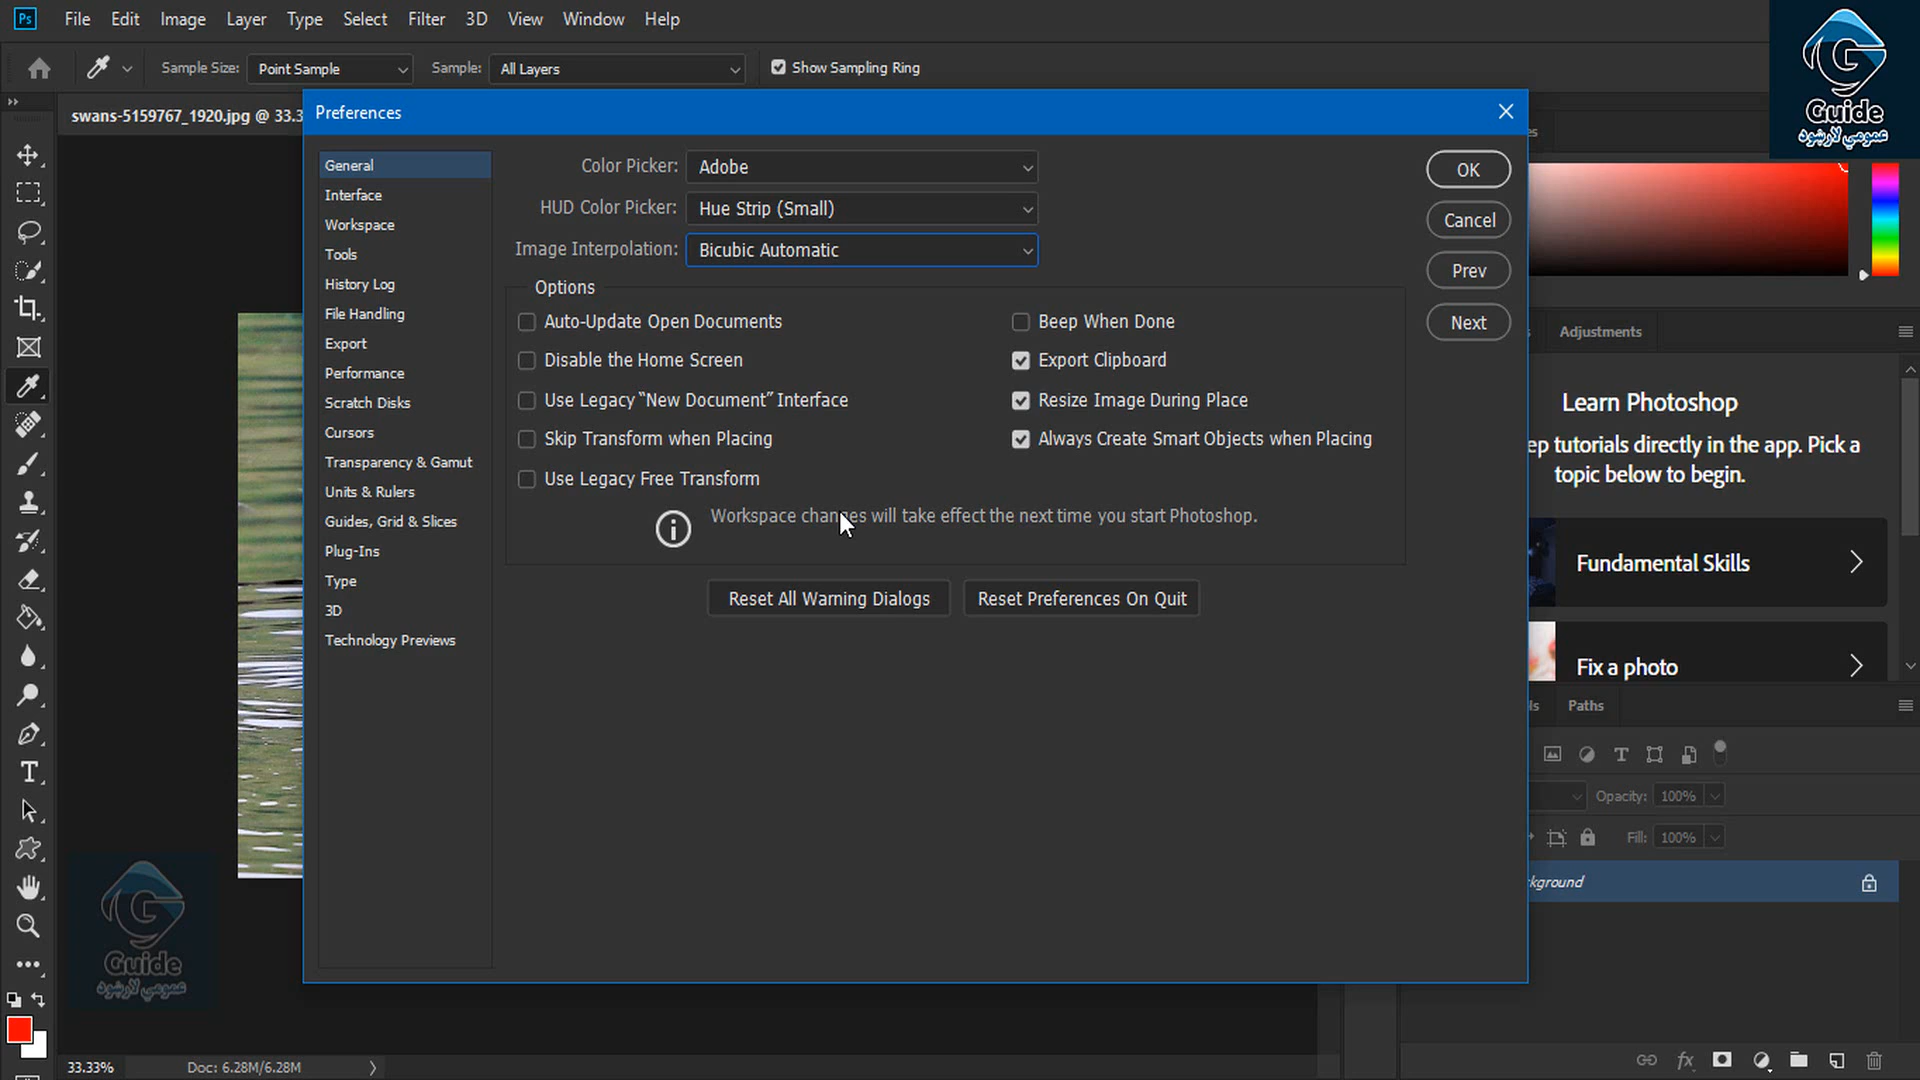 Ps File Edit Image Layer Type Select Filter 3D View Window Help
Sample Size: Point Sample Sample: All Layers Show Sampling Ring
G
Guide
عمومي لارښود
swans-5159767_1920.jpg @ 33.3
Preferences
General
Interface
Workspace
Tools
History Log
File Handling
Export
Performance
Scratch Disks
Cursors
Transparency & Gamut
Units & Rulers
Guides, Grid & Slices
Plug-Ins
Type
3D
Technology Previews
Color Picker: Adobe
HUD Color Picker: Hue Strip (Small)
Image Interpolation: Bicubic Automatic
Options
Auto-Update Open Documents
Disable the Home Screen
Use Legacy “New Document” Interface
Skip Transform when Placing
Use Legacy Free Transform
Beep When Done
Export Clipboard
Resize Image During Place
Always Create Smart Objects when Placing
Workspace changes will take effect the next time you start Photoshop.
Reset All Warning Dialogs Reset Preferences On Quit
OK
Cancel
Prev
Next
es
Adjustments
Learn Photoshop
ep tutorials directly in the app. Pick a
topic below to begin.
Fundamental Skills
Fix a photo
ls Paths
Opacity: 100%
Fill: 100%
kground
G
Guide
عمومي لارښود
33.33% Doc: 6.28M/6.28M
fx